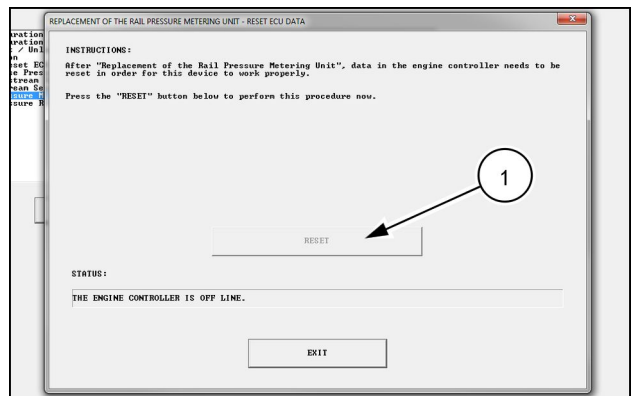 REPLACEMENT OF THE RAIL PRESSURE METERING UNIT - RESET ECU DATA
INSTRUCTIONS:
After "Replacement of the Rail Pressure Metering Unit", data in the engine controller needs to be
reset in order for this device to work properly.
Press the "RESET" button below to perform this procedure now.
1
RESET
STATUS:
THE ENGINE CONTROLLER IS OFF LINE.
EXIT